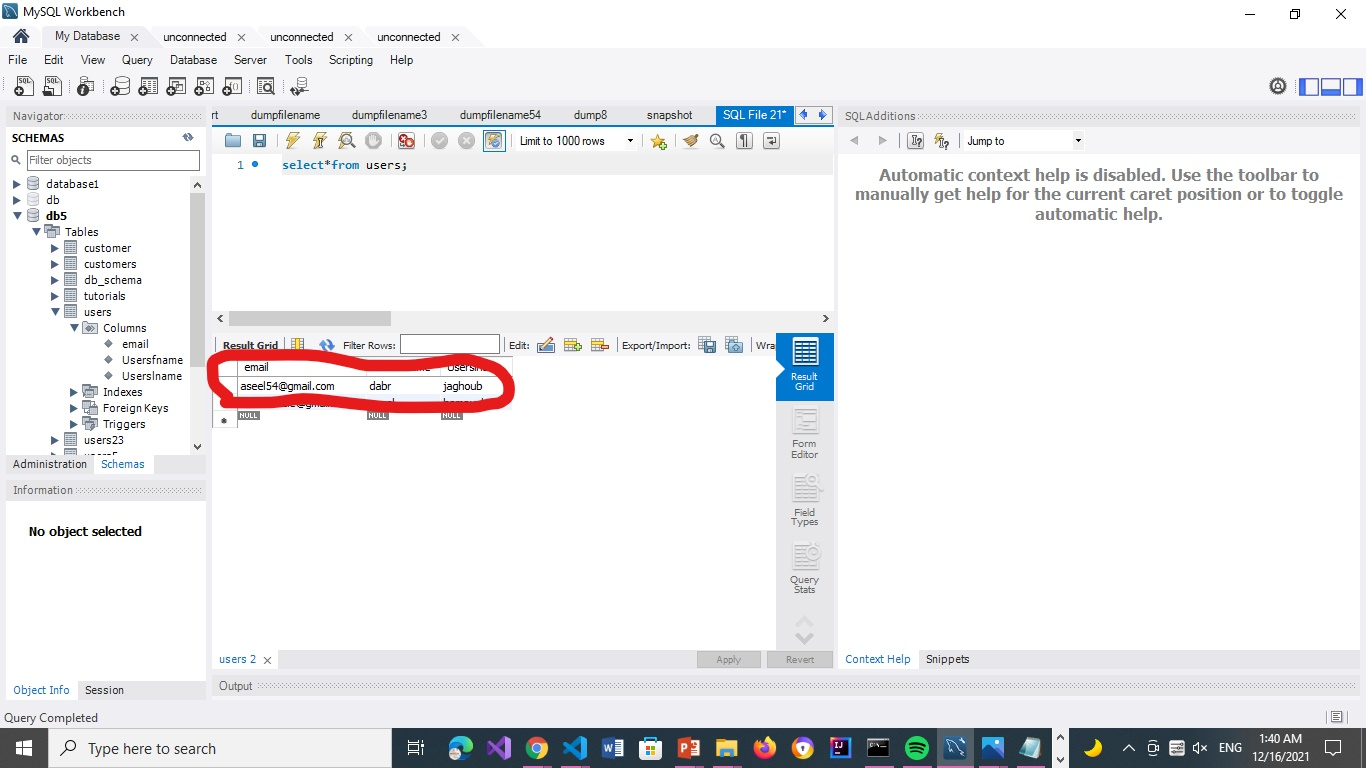 MySQL Workbench
My Database unconnected unconnected unconnected
File Edit View Query Database Server Tools Scripting Help
Navigator
SCHEMAS
Filter objects
database1
db
db5
Tables
customer
customers
db_schema
tutorials
users
Columns
email
Usersfname
Userslname
Indexes
Foreign Keys
Triggers
users23
Administration Schemas
Information
No object selected
Object Info Session
rt dumpfilename dumpfilename3 dumpfilename54 dump8 snapshot SQL File 21*
Limit to 1000 rows
1 select*from users;
Result Grid Filter Rows: Edit: Export/Import: Wra
email
aseel54@gmail.com dabr jaghoub
NULL NULL NULL
Result Grid
Form Editor
Field Types
Query Stats
users 2 Apply Revert
Output
SQLAdditions
Jump to
Automatic context help is disabled. Use the toolbar to
manually get help for the current caret position or to toggle
automatic help.
Context Help Snippets
Query Completed
Type here to search
ENG
1:40 AM
12/16/2021